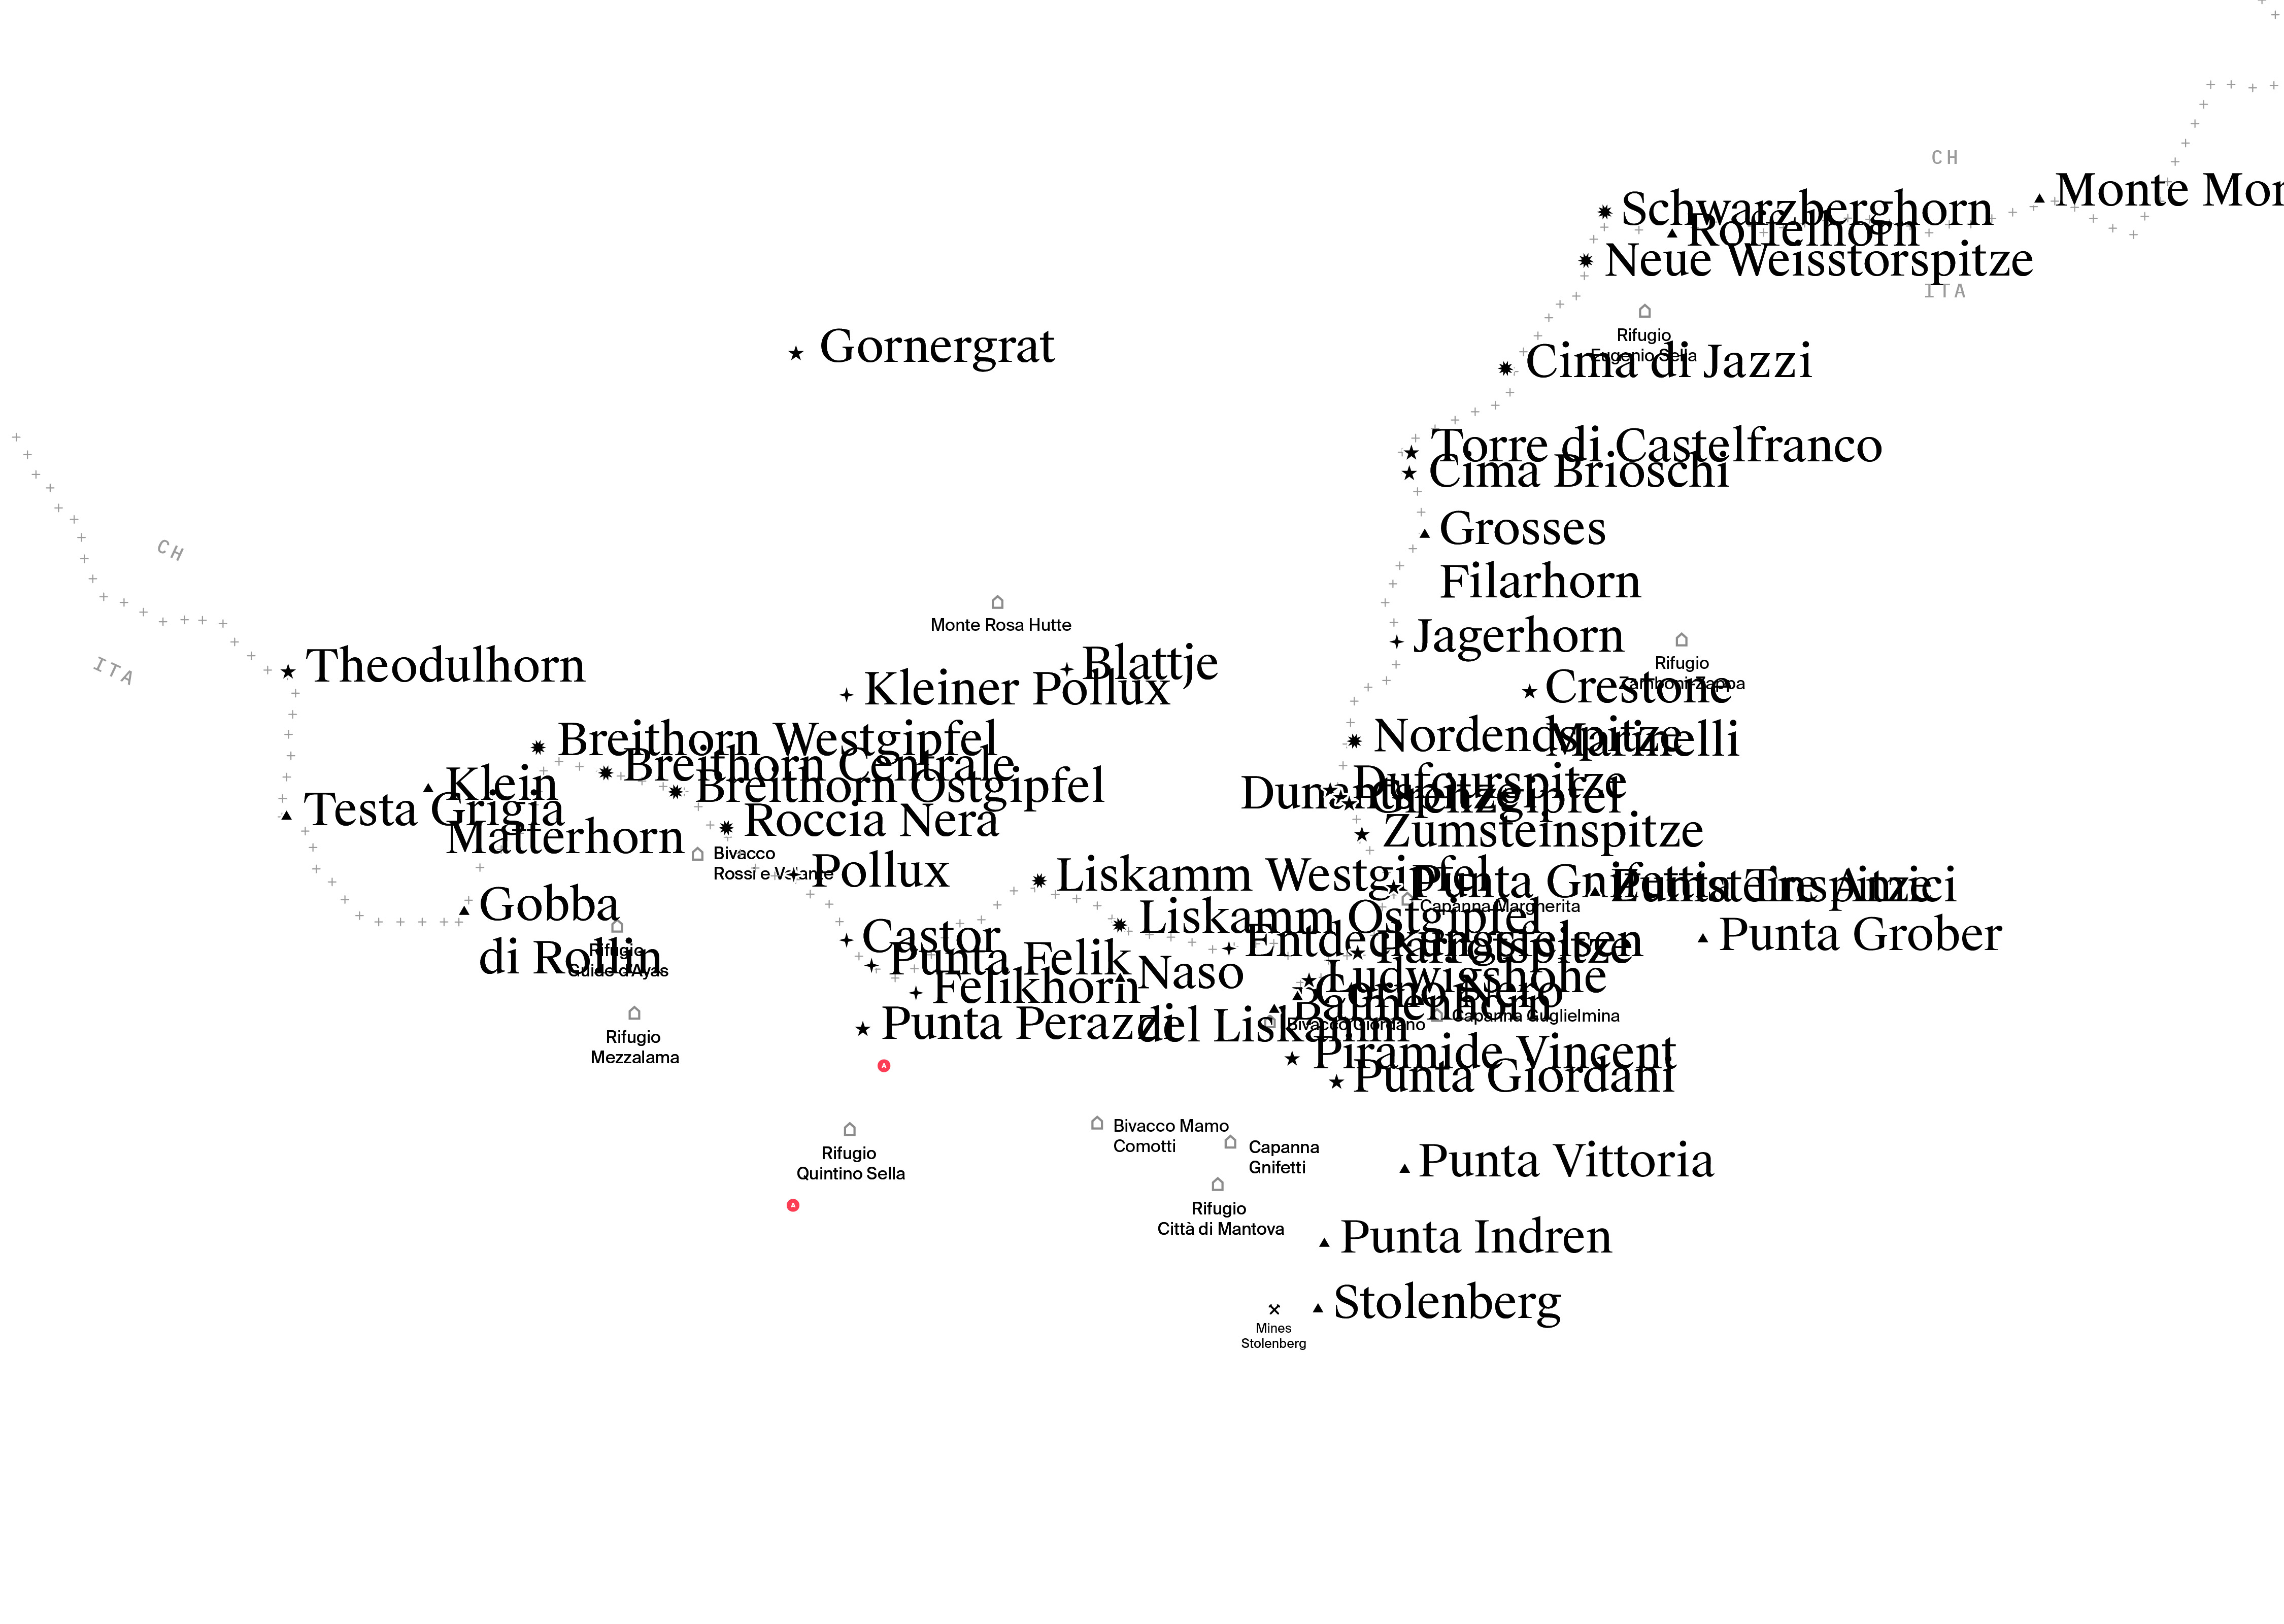 CH
Monte Mor
Schwarzberghorn
Roffelhorn
Neue Weisstorspitze
ITA
Rifugio
Eugenio Sella
Gornergrat
Cima di Jazzi
Torre di Castelfranco
Cima Brioschi
Grosses
Filarhorn
CH
ITA
Monte Rosa Hutte
Jagerhorn
Rifugio
Zamboni-Zappa
Theodulhorn
Blattje
Kleiner Pollux
Crestone
Marinelli
Nordendspitze
Breithorn Westgipfel
Breithorn Centrale
Breithorn Ostgipfel
Klein
Matterhorn
Testa Grigia
Dufourspitze
Dunantspitze
Grenzgipfel
Roccia Nera
Zumsteinspitze
Bivacco
Rossi e Volante
Pollux
Liskamm Westgipfel
Punta Gnifetti
Punta Tre Amici
Zumsteinspitze
Capanna Margherita
Gobba
di Rollin
Rifugio
Guide d'Ayas
Liskamm Ostgipfel
Castor
Entdeckungsfelsen
Parrotspitze
Punta Grober
Punta Felik
Naso
del Liskamm
Felikhorn
Ludwigshöhe
Corno Nero
Balmenhorn
Bivacco Giordano
Capanna Guglielmina
Punta Perazzi
Rifugio
Mezzalama
Piramide Vincent
Punta Giordani
A
Bivacco Mamo
Comotti
Capanna
Gnifetti
Rifugio
Quintino Sella
Punta Vittoria
A
Rifugio
Città di Mantova
Punta Indren
Stolenberg
Mines
Stolenberg